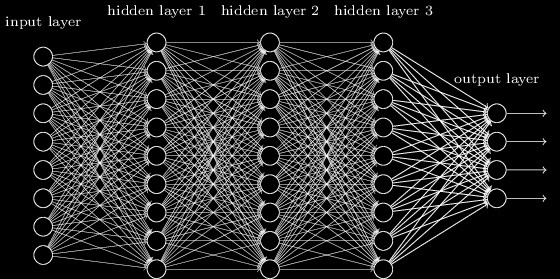 input layer
hidden layer 1
hidden layer 2
hidden layer 3
output layer